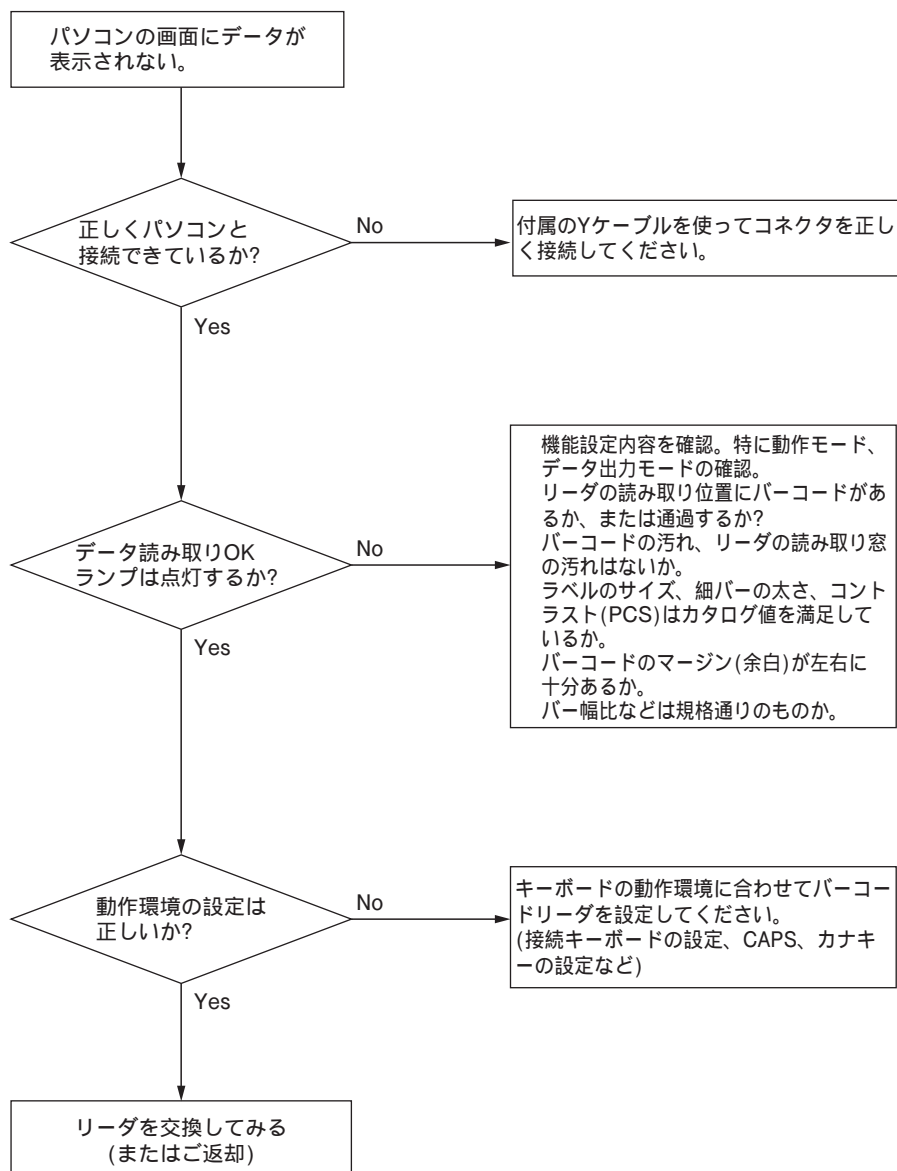 パソコンの画面にデータが
表示されない。
正しくパソコンと
接続できているか?
No
付属のYケーブルを使ってコネクタを正し
く接続してください。
Yes
データ読み取りOK
ランプは点灯するか?
No
機能設定内容を確認。特に動作モード、
データ出力モードの確認。
リーダの読み取り位置にバーコードがあ
るか、または通過するか?
バーコードの汚れ、リーダの読み取り窓
の汚れはないか。
ラベルのサイズ、細バーの太さ、コント
ラスト(PCS)はカタログ値を満足して
いるか。
バーコードのマージン(余白)が左右に
十分あるか。
バー幅比などは規格通りのものか。
Yes
動作環境の設定は
正しいか?
No
キーボードの動作環境に合わせてバーコー
ドリーダを設定してください。
(接続キーボードの設定、CAPS、カナキ
ーの設定など)
Yes
リーダを交換してみる
(またはご返却)